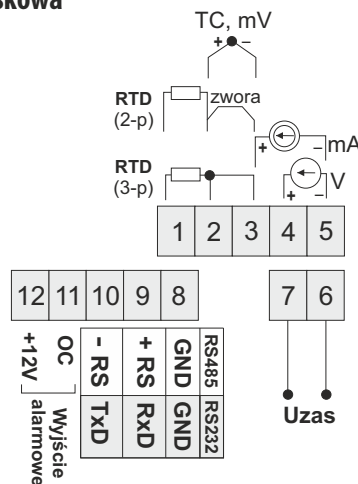 skowa
TC, mV
+ −
RTD zwora
(2-p)
+ − mA
RTD
(3-p)
V
+ −
1 2 3 4 5
12 11 10 9 8 7 6
+12V
OC
- RS
+ RS
GND
RS485
TxD
RxD
GND
RS232
Wyjście
alarmowe
Uzas